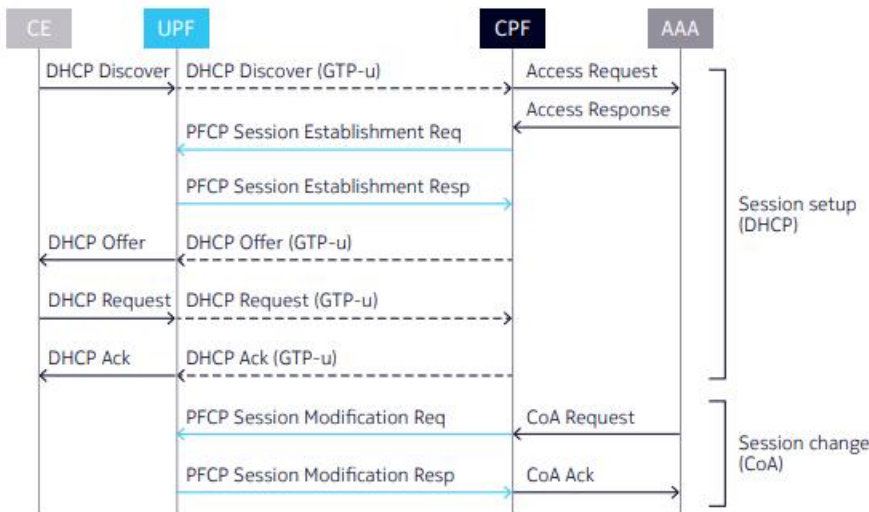 CE UPF CPF AAA
DHCP Discover DHCP Discover (GTP-u) Access Request
Access Response
PFCP Session Establishment Req
PFCP Session Establishment Resp
Session setup
(DHCP)
DHCP Offer DHCP Offer (GTP-u)
DHCP Request DHCP Request (GTP-u)
DHCP Ack DHCP Ack (GTP-u)
PFCP Session Modification Req CoA Request
Session change
(CoA)
PFCP Session Modification Resp CoA Ack